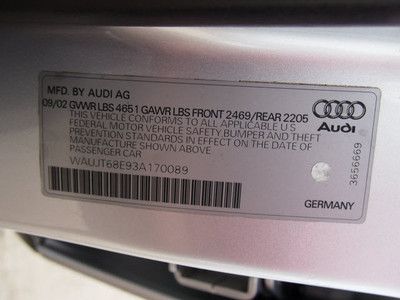 MFD. BY AUDI AG
09/02 GVWR LBS 4651 GAWR LBS FRONT 2469/REAR 2205
THIS VEHICLE CONFORMS TO ALL APPLICABLE U S
FEDERAL MOTOR VEHICLE SAFETY BUMPER AND THEFT
PREVENTION STANDARDS IN EFFECT ON THE DATE OF
MANUFACTURE SHOWN ABOVE
PASSENGER CAR
WAUJT68E93A170089
Audi
3656669
GERMANY